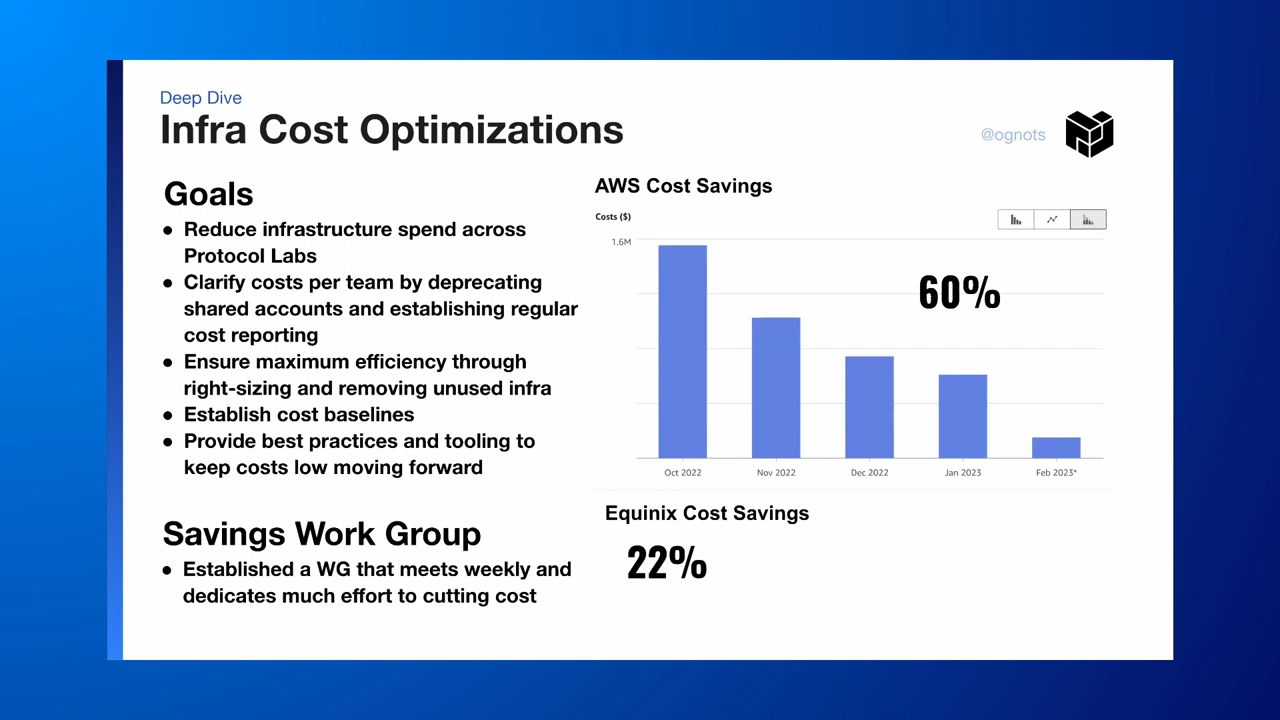 Deep Dive
Infra Cost Optimizations
@ognots
Goals
● Reduce infrastructure spend across
Protocol Labs
● Clarify costs per team by deprecating
shared accounts and establishing regular
cost reporting
● Ensure maximum efficiency through
right-sizing and removing unused infra
● Establish cost baselines
● Provide best practices and tooling to
keep costs low moving forward
Savings Work Group
● Established a WG that meets weekly and
dedicates much effort to cutting cost
AWS Cost Savings
Costs ($)
1.6M
60%
Oct 2022 Nov 2022 Dec 2022 Jan 2023 Feb 2023*
Equinix Cost Savings
22%